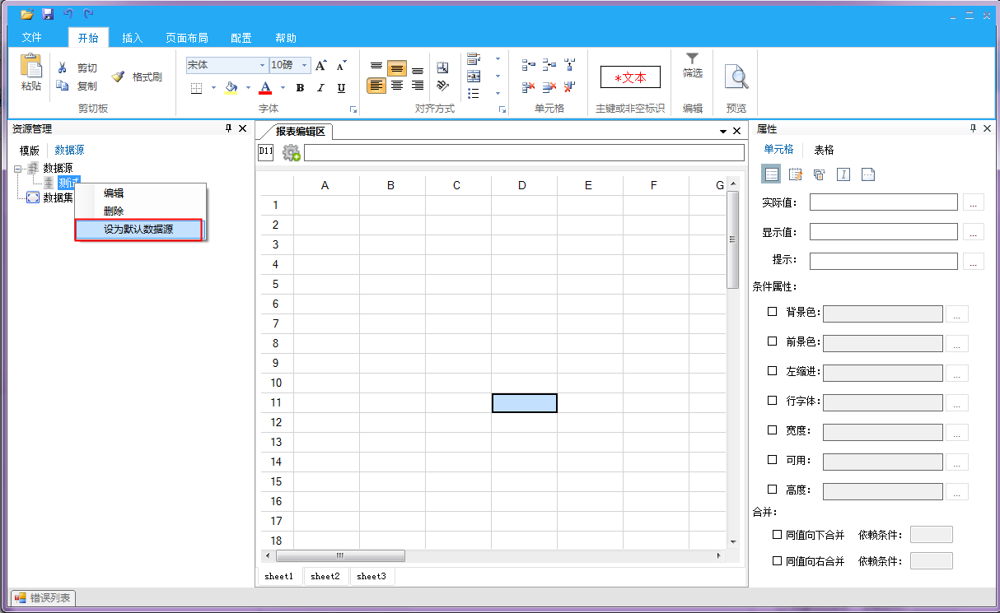 文件 开始 插入 页面布局 配置 帮助
粘贴 剪切 复制 格式刷
宋体 10磅 A A
A B I U
*文本
筛选
剪贴板 字体 对齐方式 单元格 主键或非空标识 编辑 预览
资源管理
模版 数据源
数据源
测试
数据集
编辑
删除
设为默认数据源
报表编辑区
D11
A B C D E F G
1
2
3
4
5
6
7
8
9
10
11
12
13
14
15
16
17
18
sheet1 sheet2 sheet3
属性
单元格 表格
实际值: ...
显示值: ...
提示: ...
条件属性:
背景色: ...
前景色: ...
左缩进: ...
行字体: ...
宽度: ...
可用: ...
高度: ...
合并:
同值向下合并 依赖条件:
同值向右合并 依赖条件:
错误列表